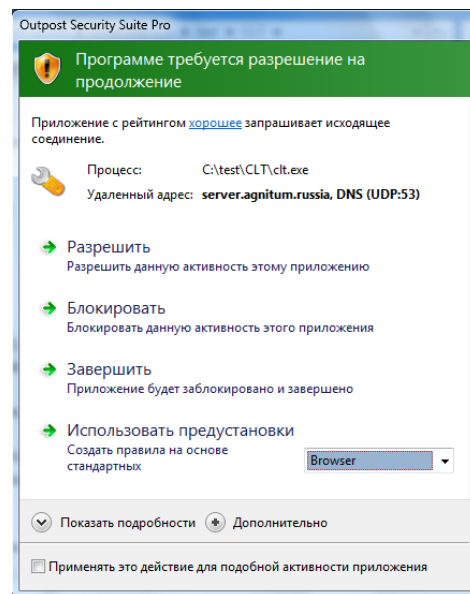 Outpost Security Suite Pro
Программе требуется разрешение на
продолжение
Приложение с рейтингом хорошее запрашивает исходящее
соединение.
Процесс: C:\test\CLT\clt.exe
Удаленный адрес: server.agnitum.russia, DNS (UDP:53)
Разрешить
Разрешить данную активность этому приложению
Блокировать
Блокировать данную активность этого приложения
Завершить
Приложение будет заблокировано и завершено
Использовать предустановки
Создать правила на основе
стандартных
Browser
Показать подробности Дополнительно
Применять это действие для подобной активности приложения